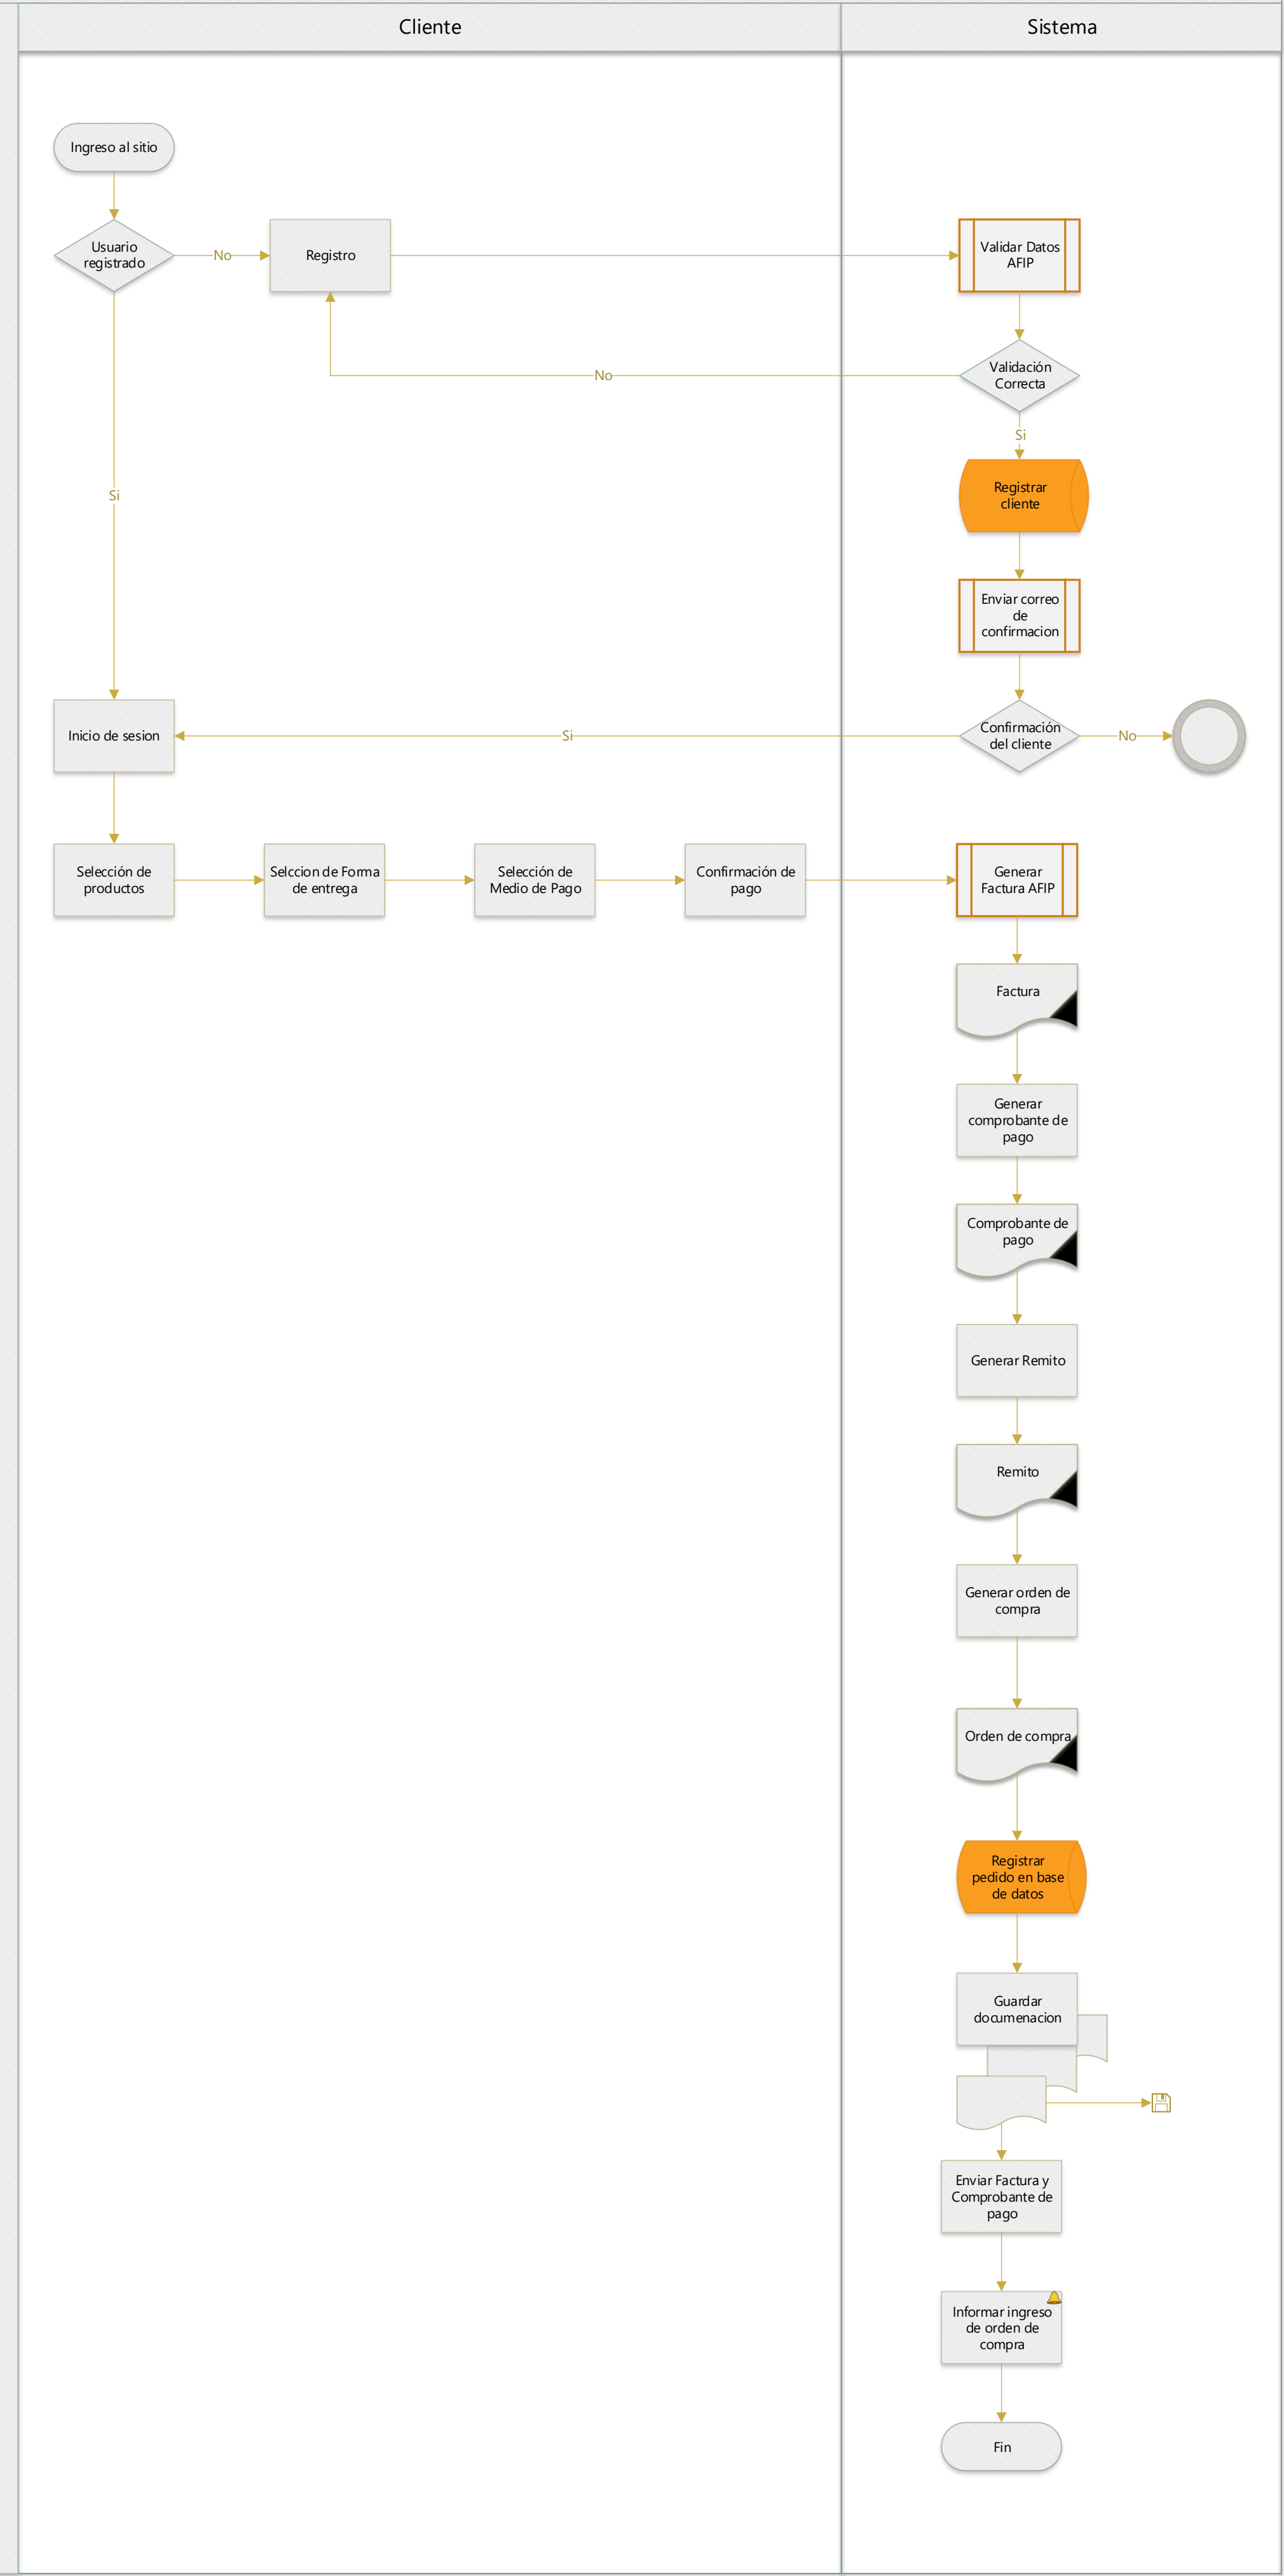 Cliente
Sistema
Ingreso al sitio
Usuario
registrado
No
Registro
Validar Datos
AFIP
Validación
Correcta
No
Si
Registrar
cliente
Si
Enviar correo
de
confirmacion
Inicio de sesion
Si
Confirmación
del cliente
No
Selección de
productos
Selccion de Forma
de entrega
Selección de
Medio de Pago
Confirmación de
pago
Generar
Factura AFIP
Factura
Generar
comprobante de
pago
Comprobante de
pago
Generar Remito
Remito
Generar orden de
compra
Orden de compra
Registrar
pedido en base
de datos
Guardar
documenacion
Enviar Factura y
Comprobante de
pago
Informar ingreso
de orden de
compra
Fin